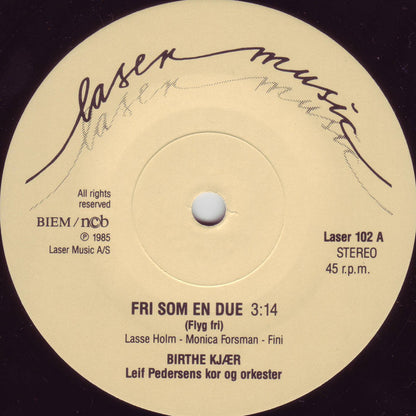 laser music
laser music
All rights
reserved
BIEM/ncb
Ⓟ 1985
Laser Music A/S
Laser 102 A
STEREO
45 r.p.m.
FRI SOM EN DUE 3:14
(Flyg fri)
Lasse Holm - Monica Forsman - Fini
BIRTHE KJÆR
Leif Pedersens kor og orkester